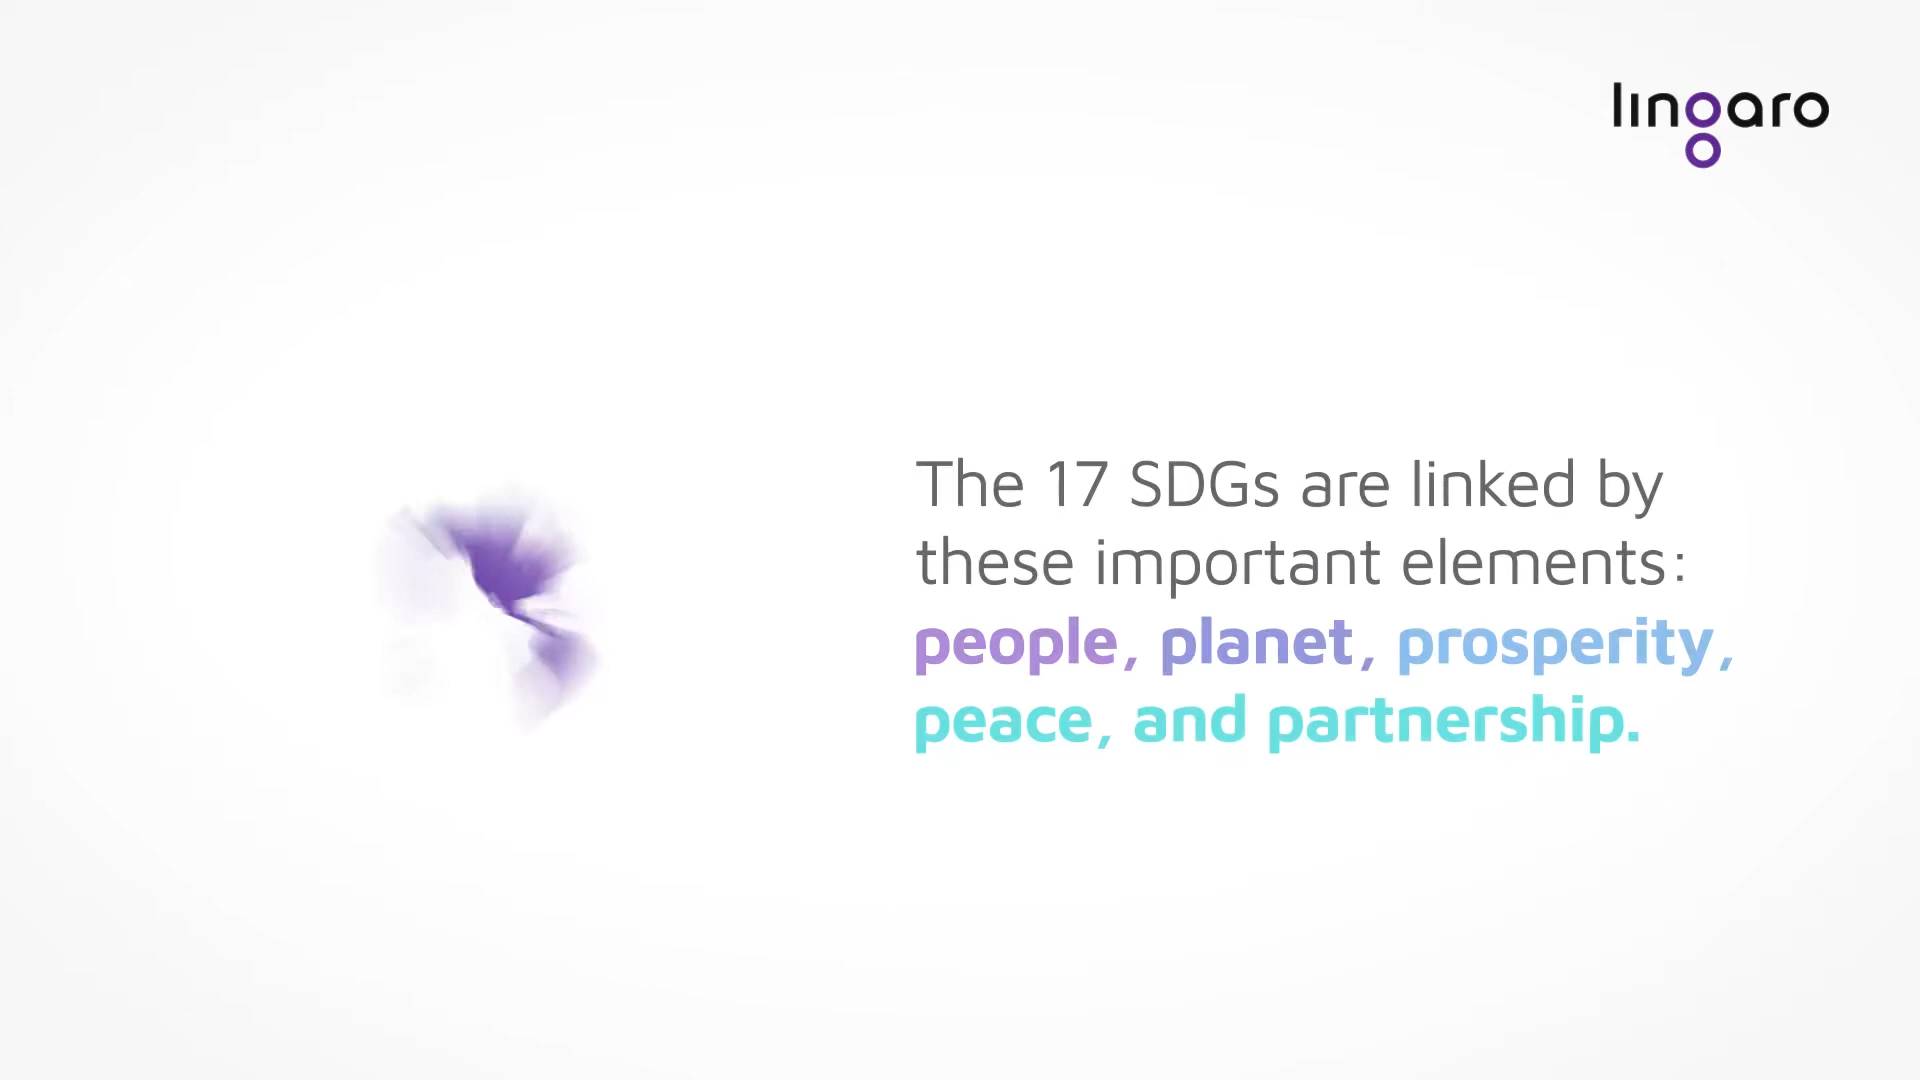 lingaro
The 17 SDGs are linked by
these important elements:
people, planet, prosperity,
peace, and partnership.